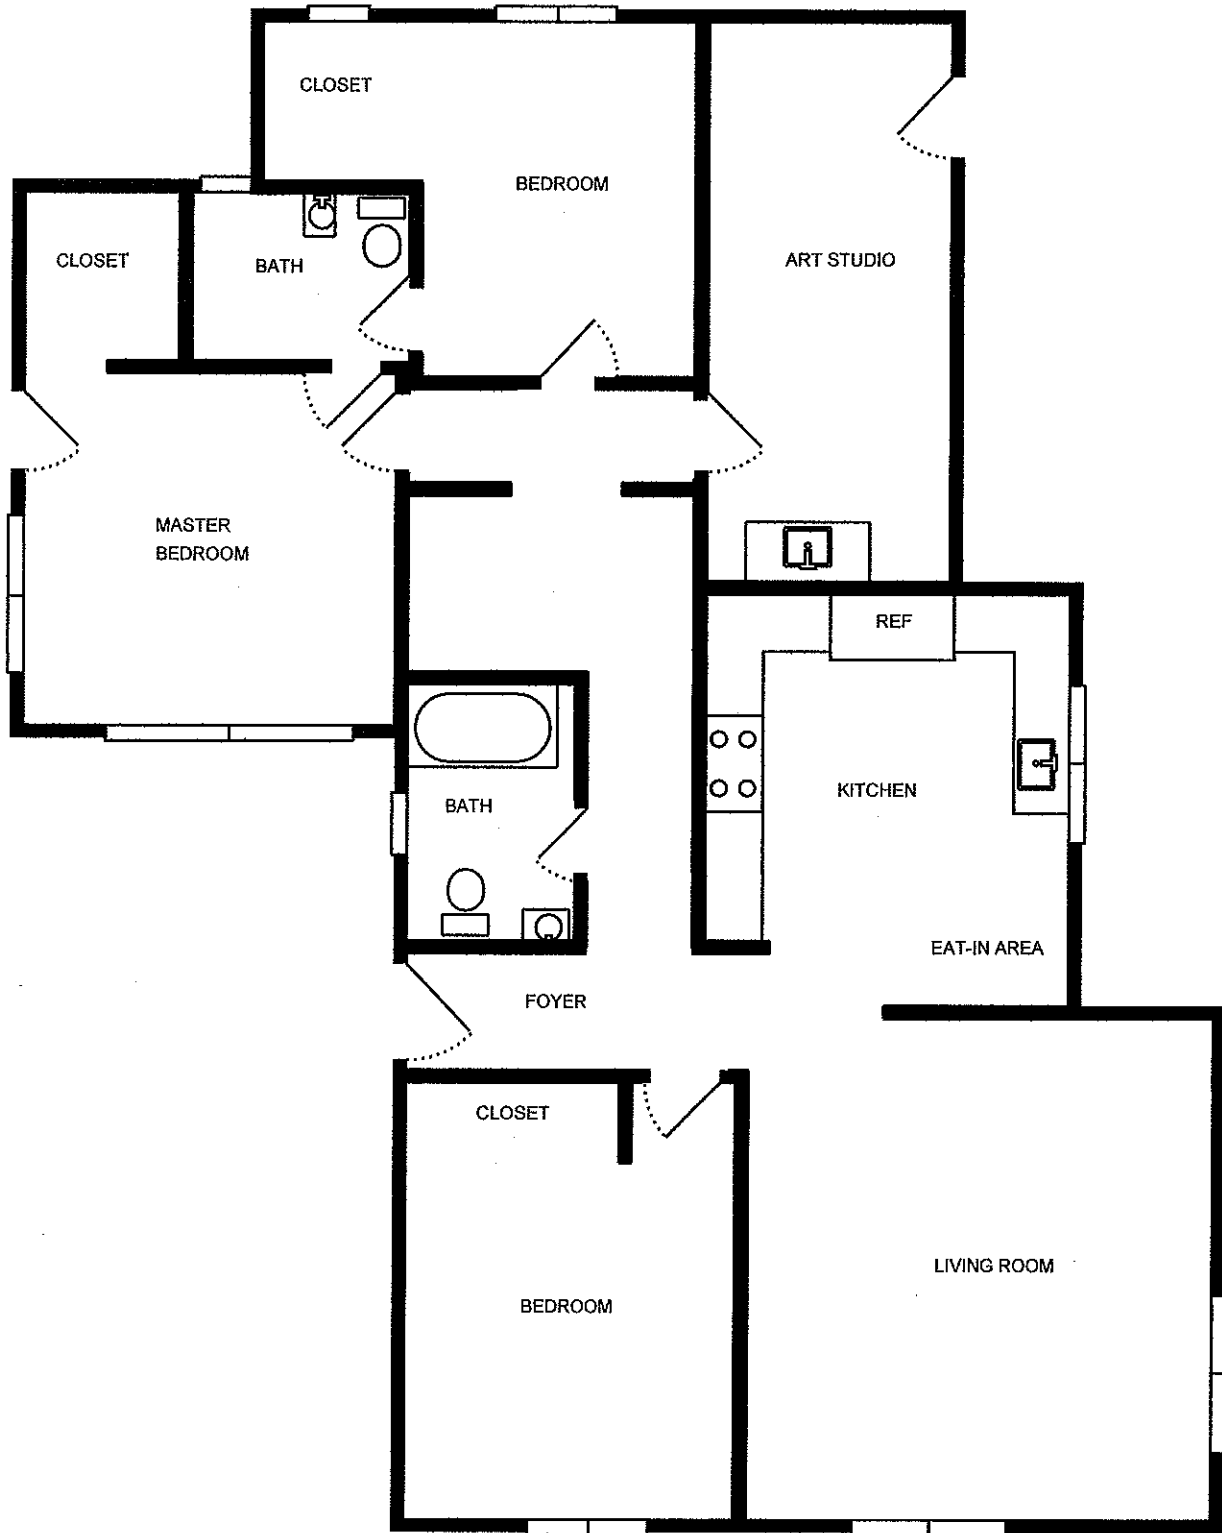 CLOSET
BEDROOM
CLOSET
BATH
ART STUDIO
MASTER
BEDROOM
REF
KITCHEN
BATH
EAT-IN AREA
FOYER
CLOSET
LIVING ROOM
BEDROOM